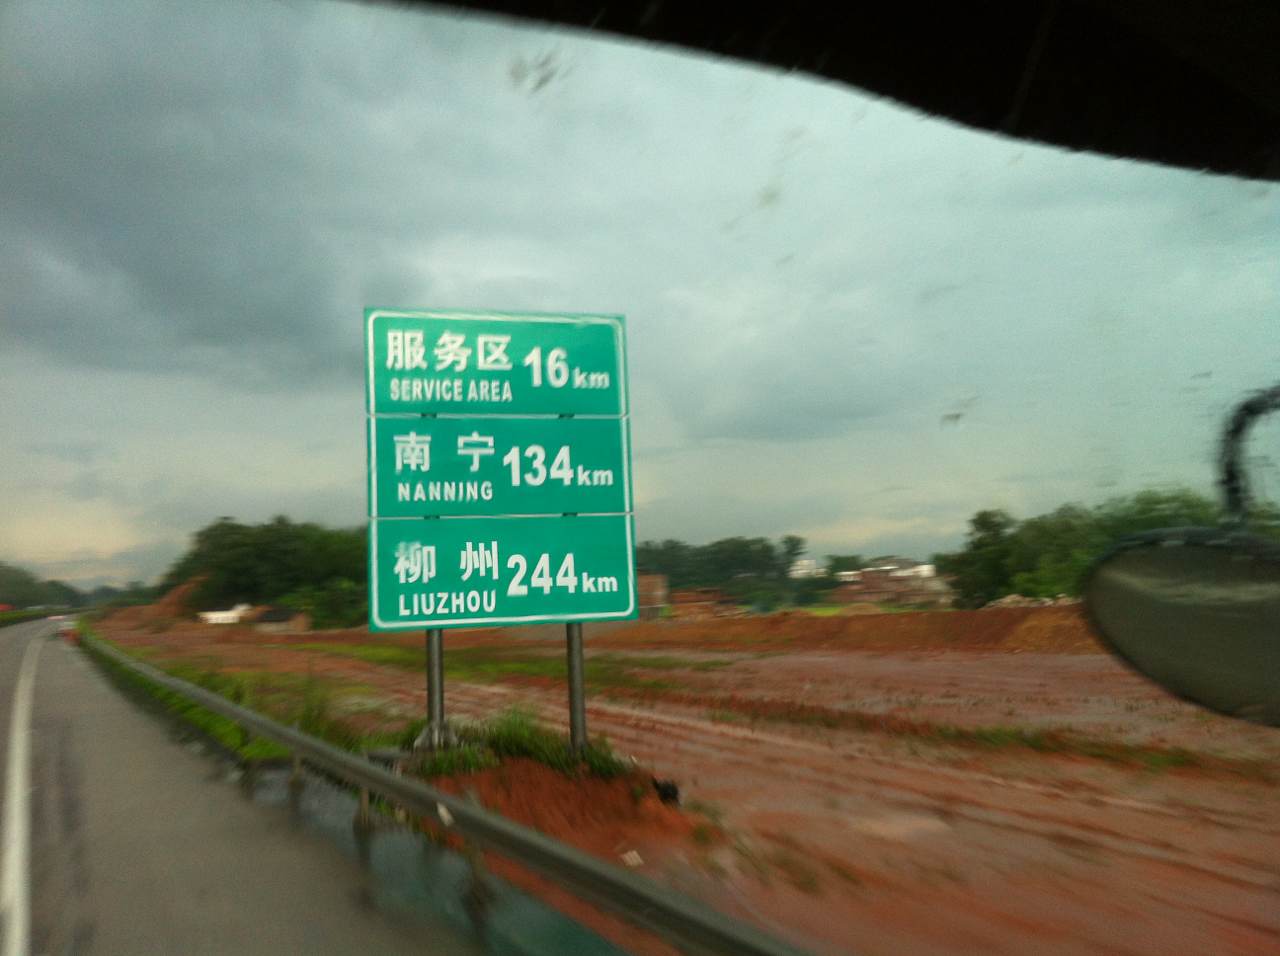 服务区 16km
SERVICE AREA
南宁 134km
NANNING
柳州 244km
LIUZHOU